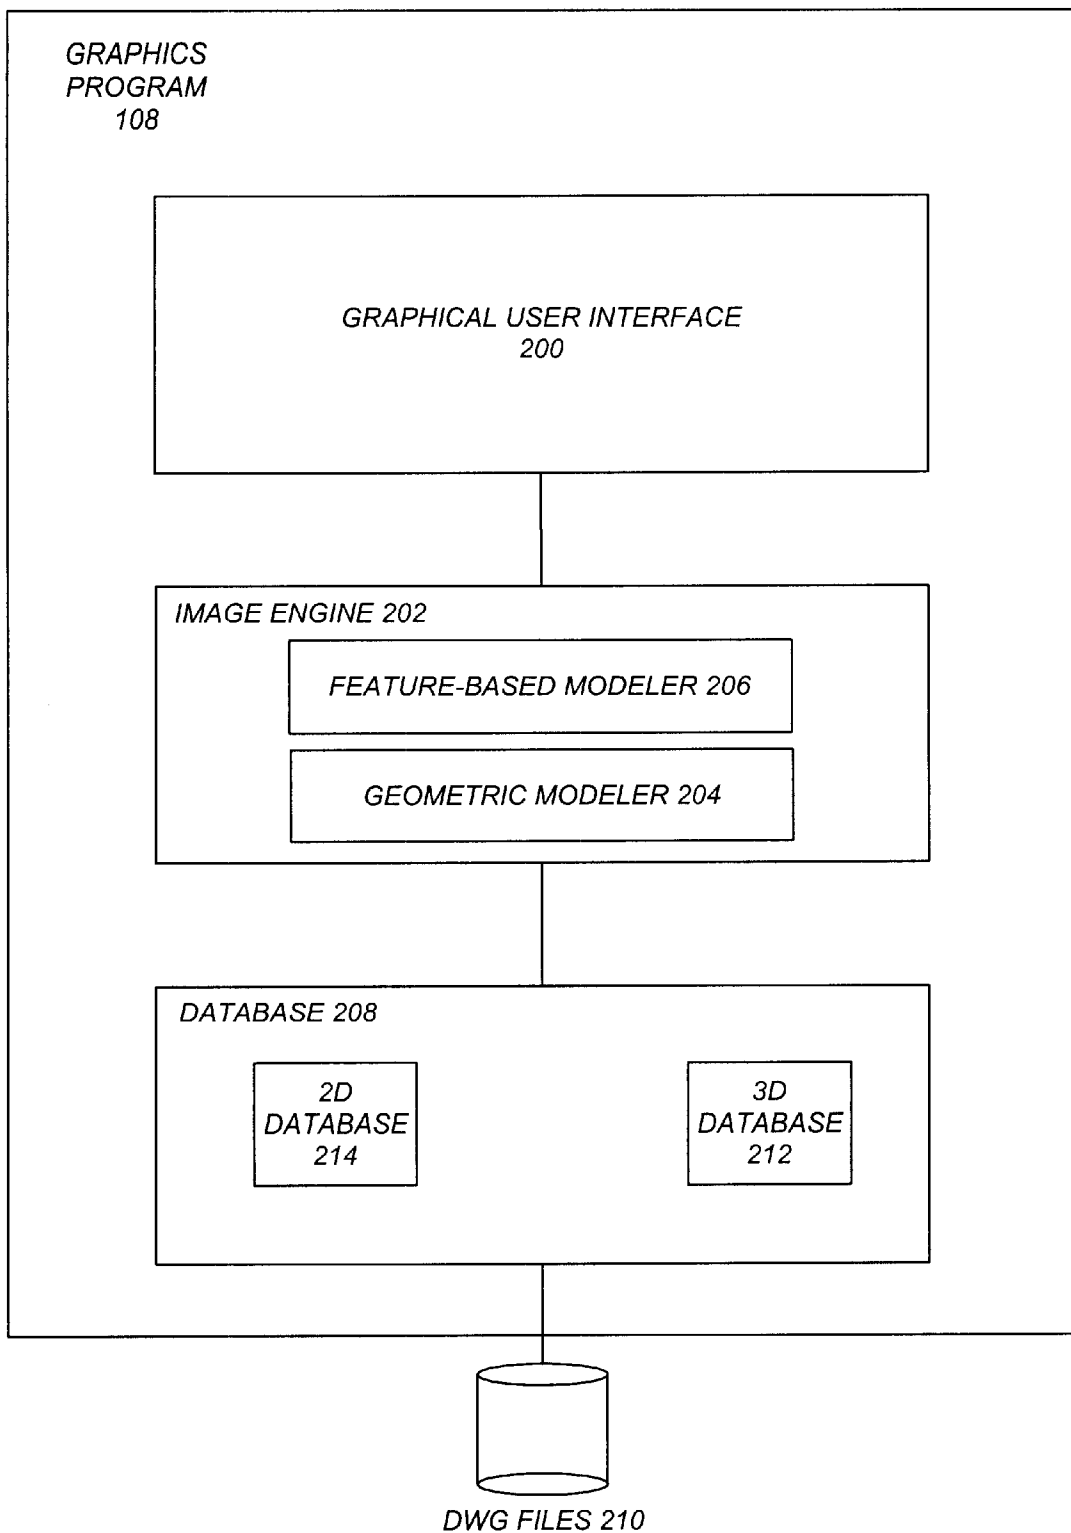 GRAPHICS
PROGRAM
108
GRAPHICAL USER INTERFACE
200
IMAGE ENGINE 202
FEATURE-BASED MODELER 206
GEOMETRIC MODELER 204
DATABASE 208
2D
DATABASE
214
3D
DATABASE
212
DWG FILES 210